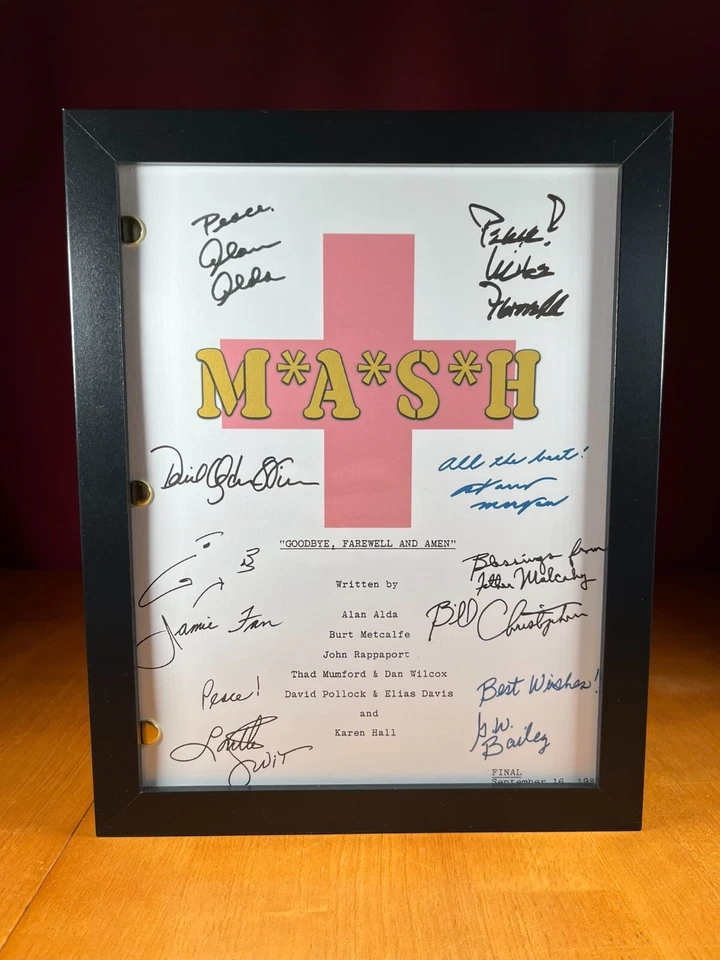 Peace,
Alan
Alda
Peace!
Mike
Farrell
M*A*S*H
David Ogden Stiers
All the best!
Harry
Morgan
"GOODBYE, FAREWELL AND AMEN"
Blessings from
Father Mulcahy
Bill Christopher
Jamie Farr
Written by
Alan Alda
Burt Metcalfe
John Rappaport
Thad Mumford & Dan Wilcox
David Pollock & Elias Davis
and
Karen Hall
Peace!
Loretta
Swit
Best Wishes!
G.W.
Bailey
FINAL
September 16, 198